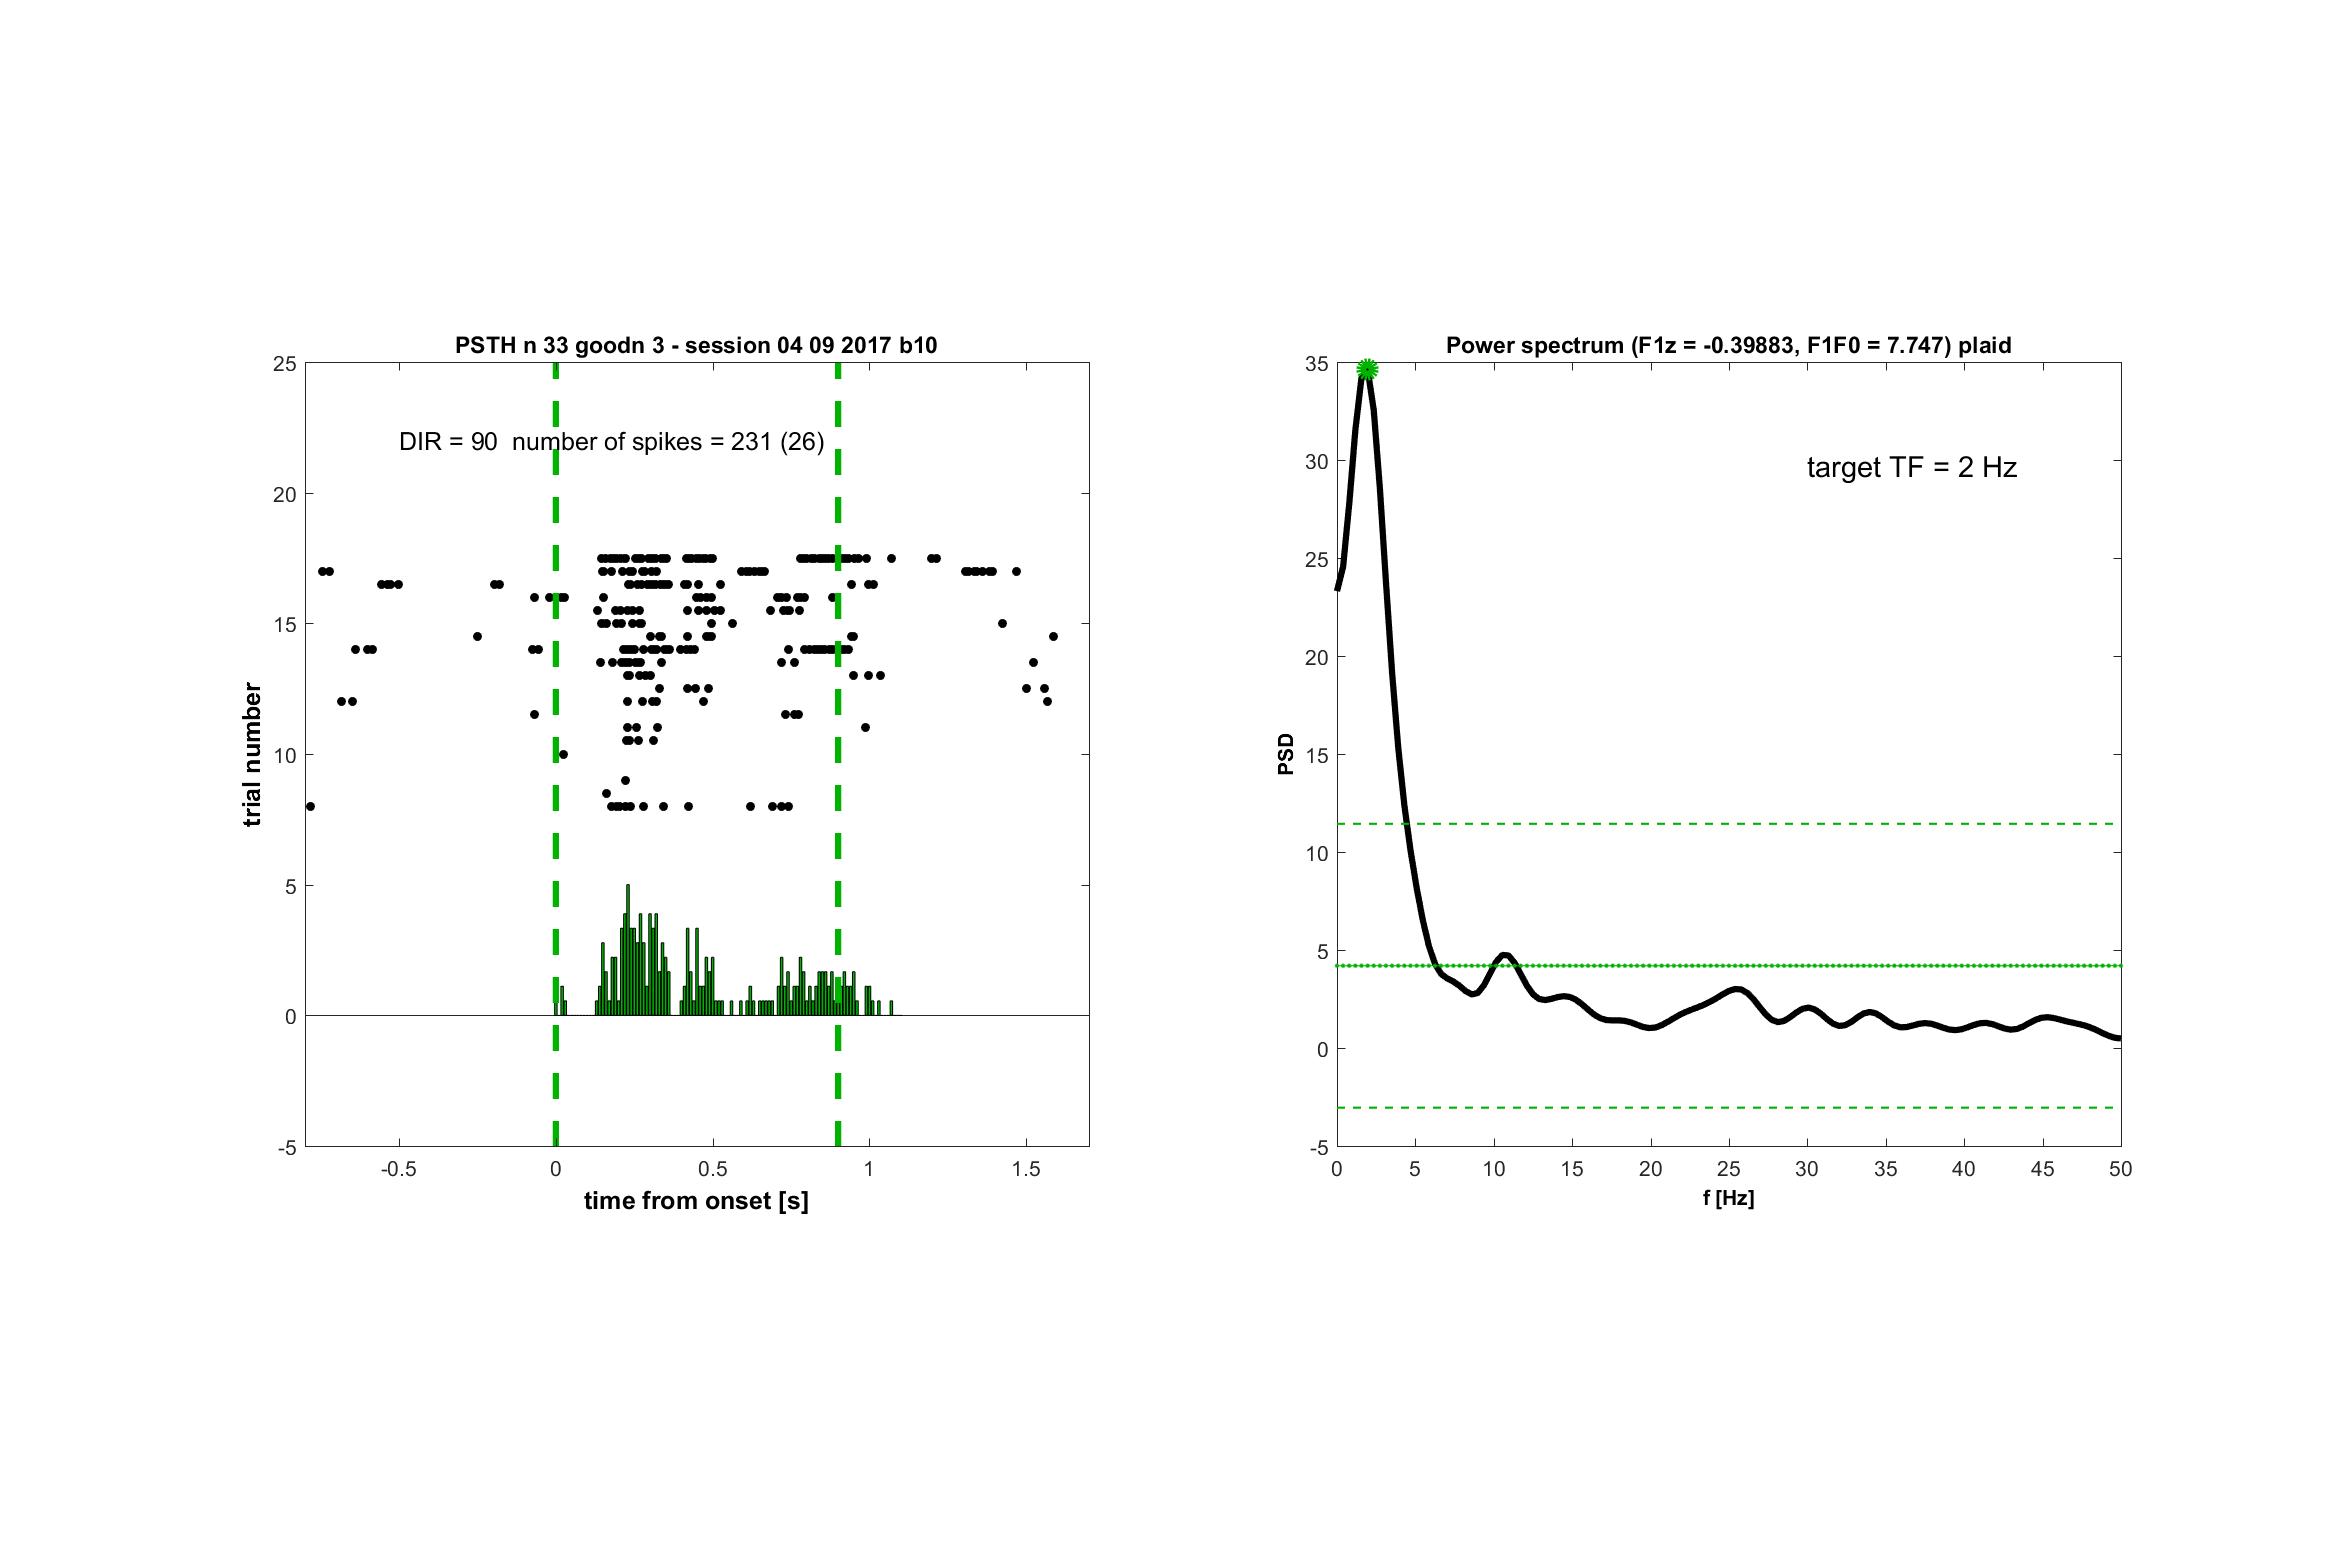 PSTH n 33 goodn 3 - session 04 09 2017 b10
25
20
15
10
5
0
-5
DIR = 90 number of spikes = 231 (26)
trial number
-0.5 0 0.5 1 1.5
time from onset [s]
Power spectrum (F1z = -0.39883, F1F0 = 7.747) plaid
35
30
25
20
15
10
5
0
-5
target TF = 2 Hz
PSD
0 5 10 15 20 25 30 35 40 45 50
f [Hz]